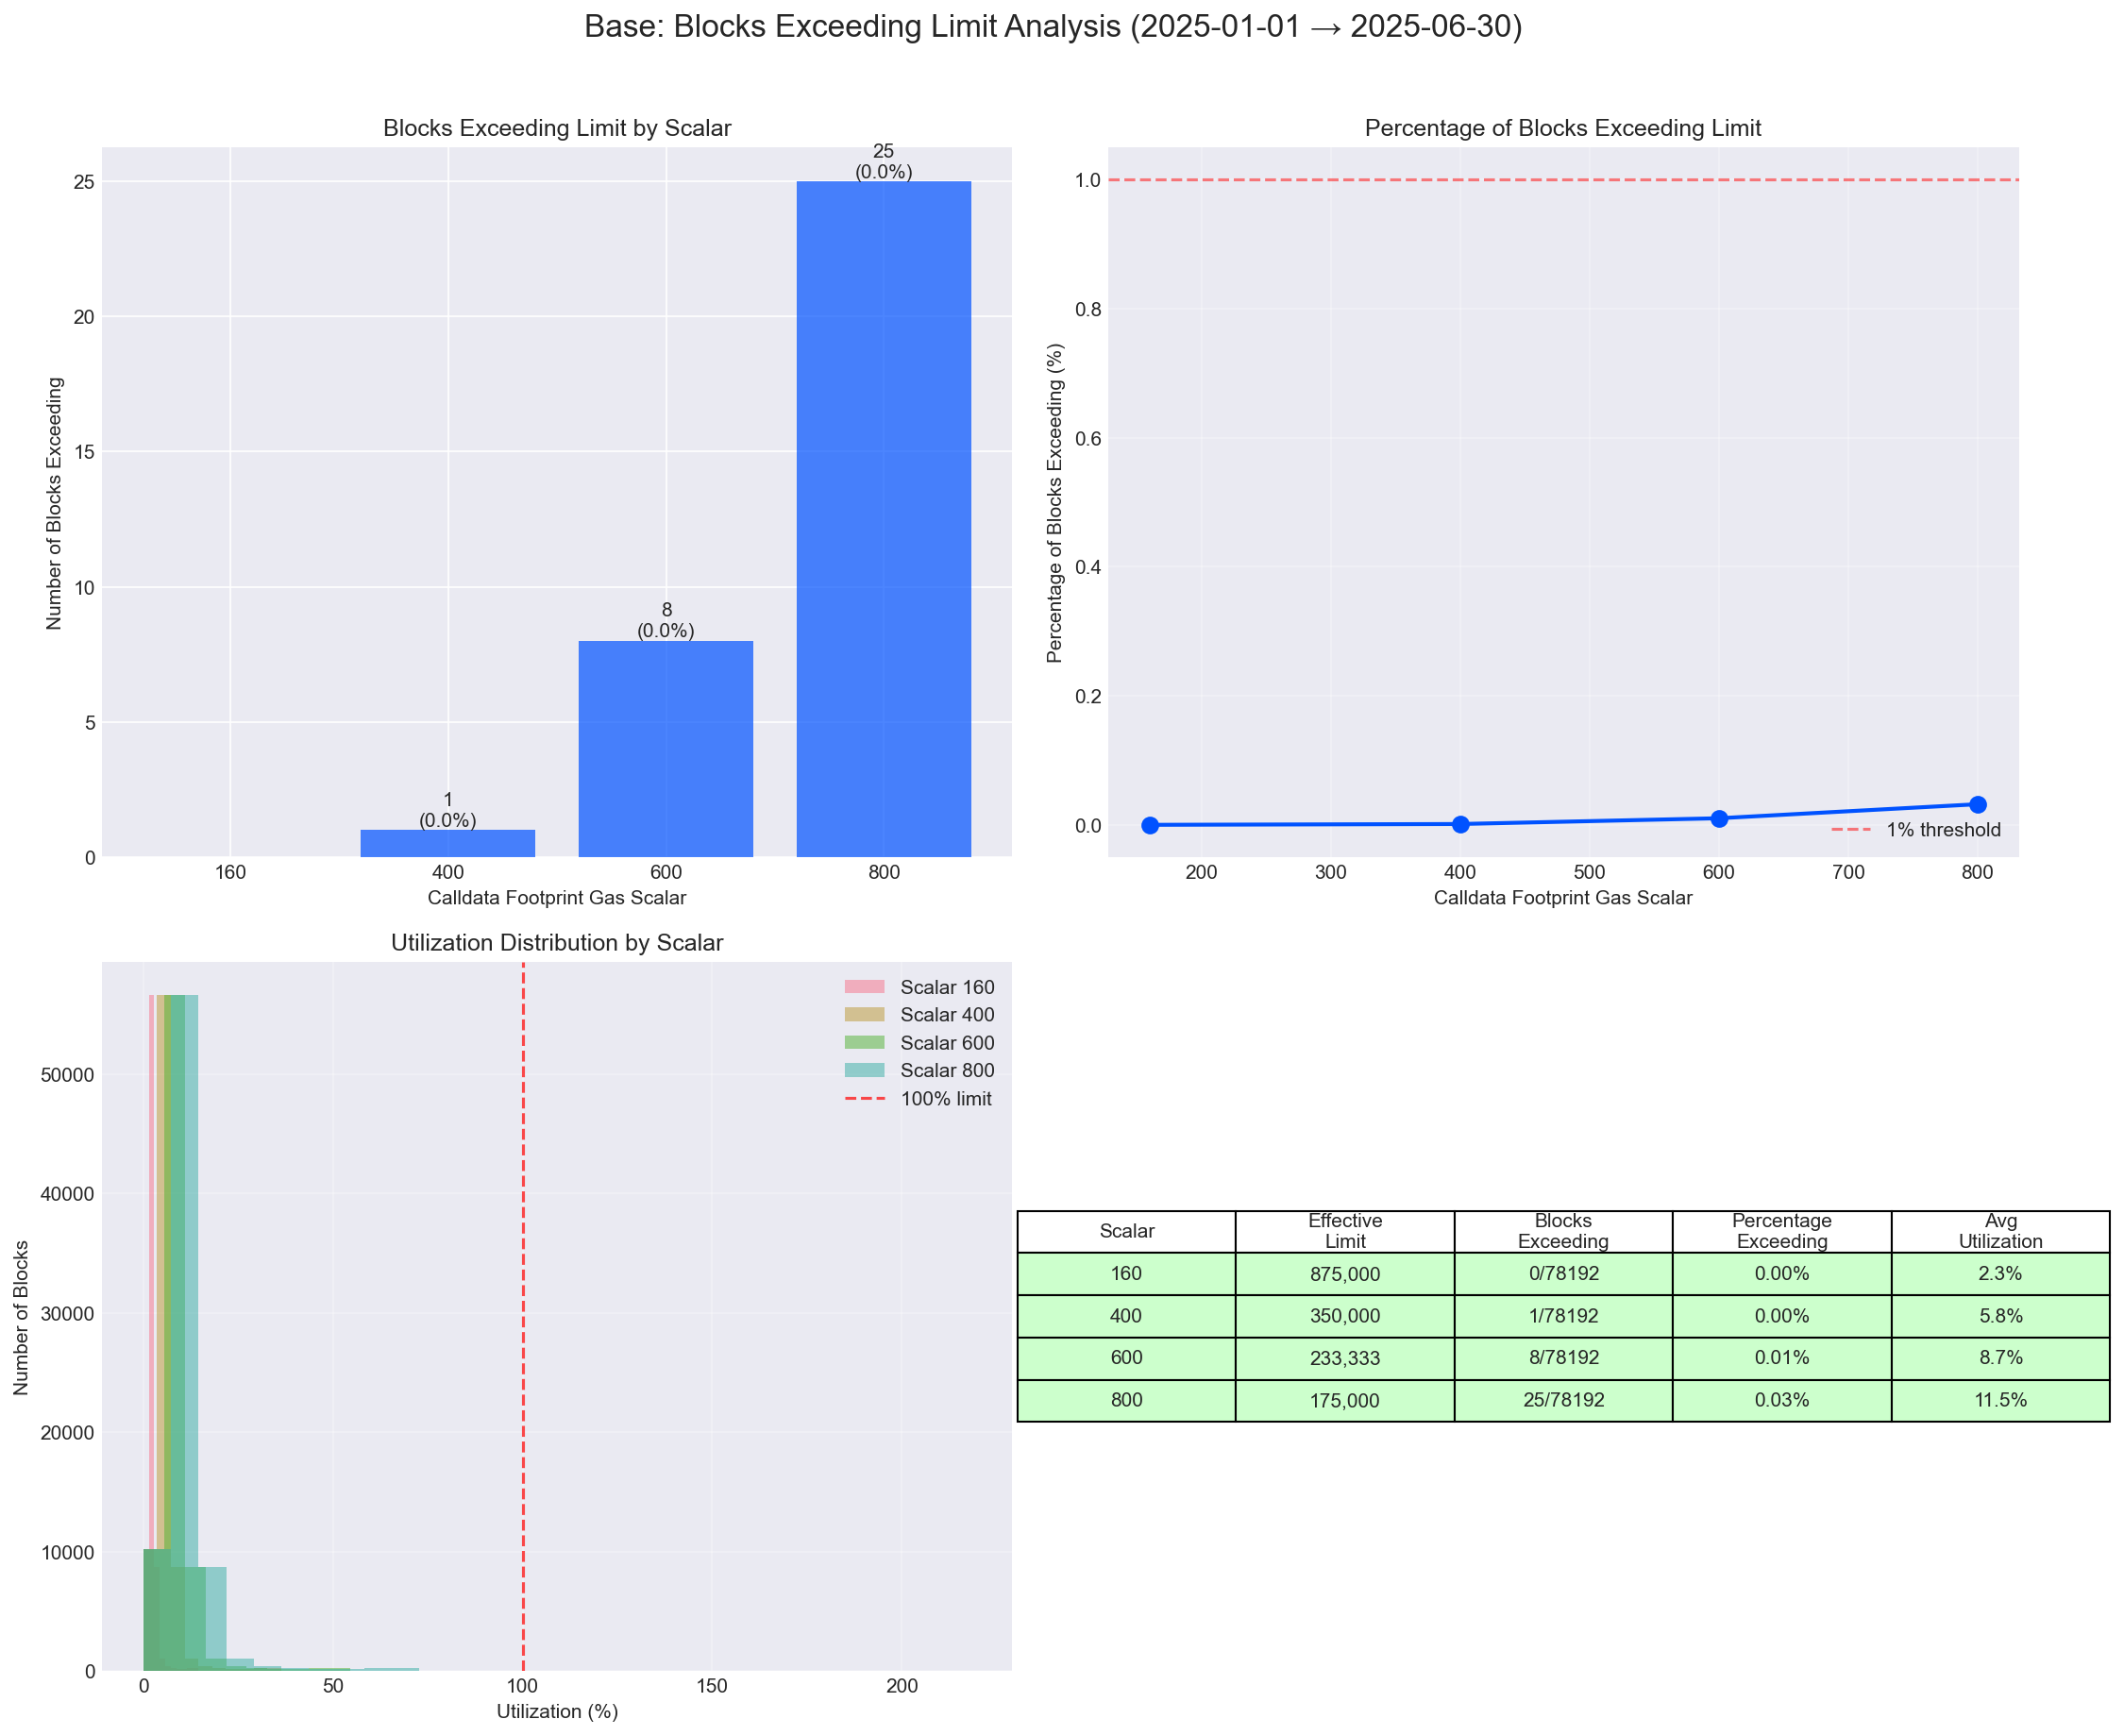 Base: Blocks Exceeding Limit Analysis (2025-01-01 → 2025-06-30)
Blocks Exceeding Limit by Scalar
Number of Blocks Exceeding
25
20
15
10
5
0
25
(0.0%)
8
(0.0%)
1
(0.0%)
160 400 600 800
Calldata Footprint Gas Scalar
Percentage of Blocks Exceeding Limit
Percentage of Blocks Exceeding (%)
1.0
0.8
0.6
0.4
0.2
0.0
1% threshold
200 300 400 500 600 700 800
Calldata Footprint Gas Scalar
Utilization Distribution by Scalar
Number of Blocks
50000
40000
30000
20000
10000
0
Scalar 160
Scalar 400
Scalar 600
Scalar 800
100% limit
0 50 100 150 200
Utilization (%)
Scalar Effective Limit Blocks Exceeding Percentage Exceeding Avg Utilization
160 875,000 0/78192 0.00% 2.3%
400 350,000 1/78192 0.00% 5.8%
600 233,333 8/78192 0.01% 8.7%
800 175,000 25/78192 0.03% 11.5%